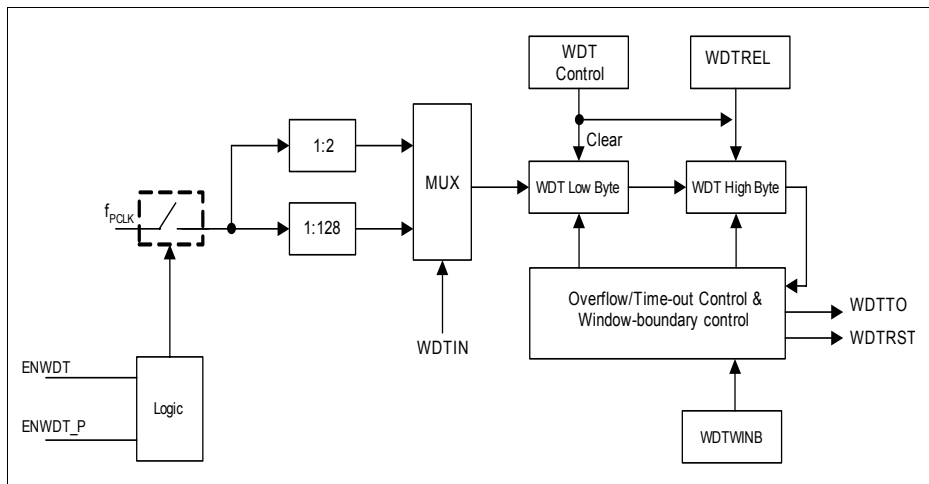 WDT
Control
WDTREL
Clear
1:2
MUX
WDT Low Byte
WDT High Byte
fPCLK
1:128
Overflow/Time-out Control &
Window-boundary control
WDTTO
WDTRST
WDTIN
ENWDT
Logic
ENWDT_P
WDTWINB